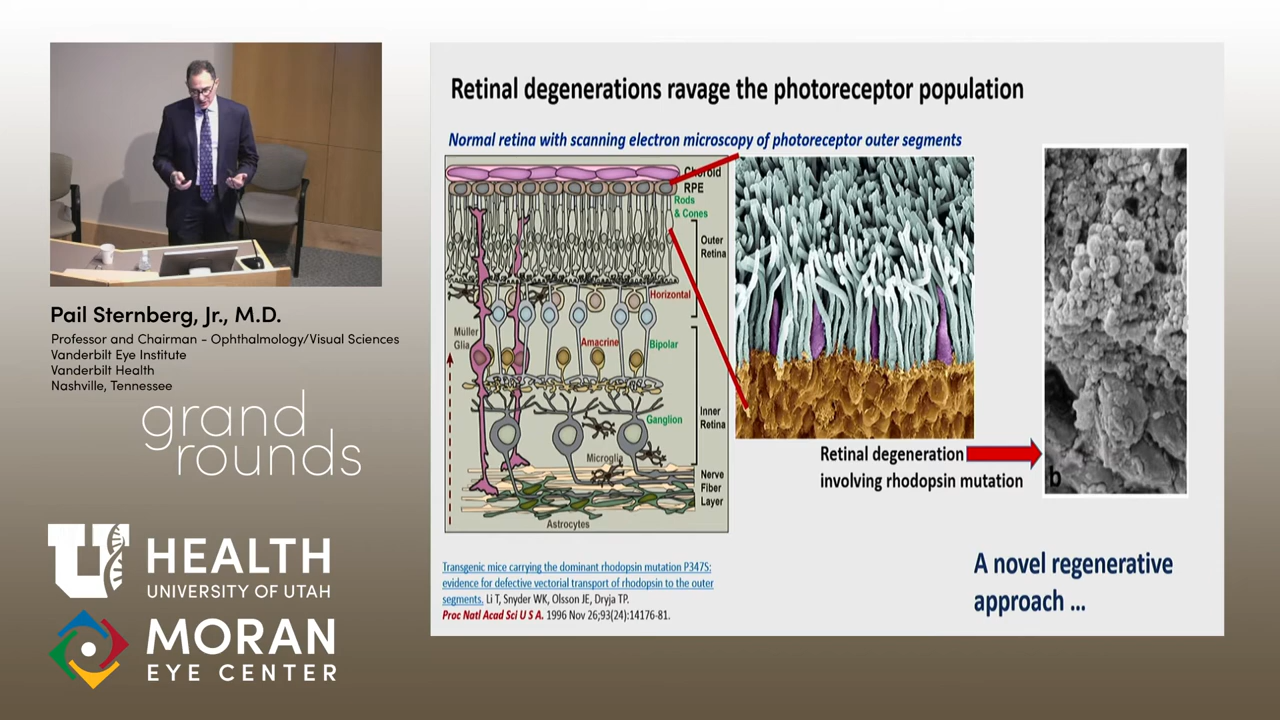 Pail Sternberg, Jr., M.D.
Professor and Chairman - Ophthalmology/Visual Sciences
Vanderbilt Eye Institute
Vanderbilt Health
Nashville, Tennessee
grand
rounds
U HEALTH
UNIVERSITY OF UTAH
MORAN
EYE CENTER
Retinal degenerations ravage the photoreceptor population
Normal retina with scanning electron microscopy of photoreceptor outer segments
Choroid
RPE
Rods
& Cones
Outer
Retina
Horizontal
Müller
Glia
Amacrine
Bipolar
Ganglion
Inner
Retina
Microglia
Nerve
Fiber
Layer
Astrocytes
Retinal degeneration
involving rhodopsin mutation
b
Transgenic mice carrying the dominant rhodopsin mutation P347S:
evidence for defective vectorial transport of rhodopsin to the outer
segments. Li T, Snyder WK, Olsson JE, Dryja TP.
Proc Natl Acad Sci U S A. 1996 Nov 26;93(24):14176-81.
A novel regenerative
approach ...